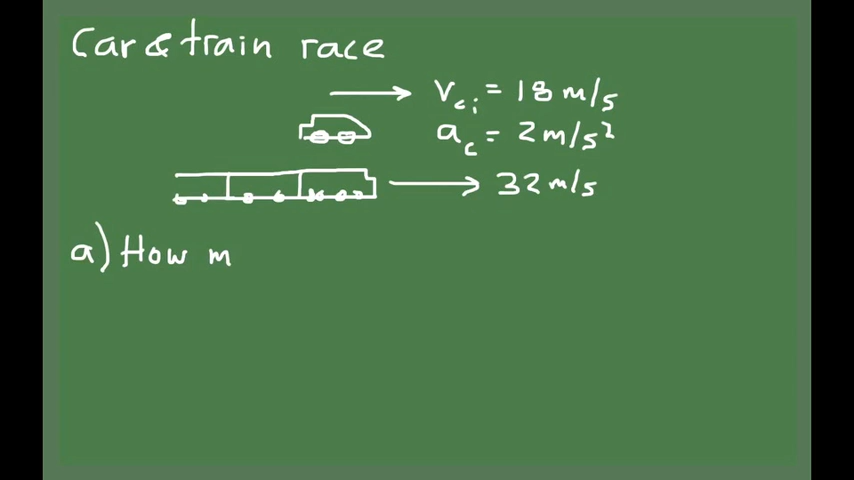 Car & train race
v_ci = 18 m/s
a_c = 2 m/s²
32 m/s
a) How m